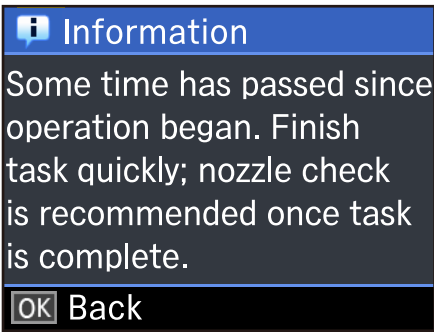 Information
Some time has passed since
operation began. Finish
task quickly; nozzle check
is recommended once task
is complete.
OK Back